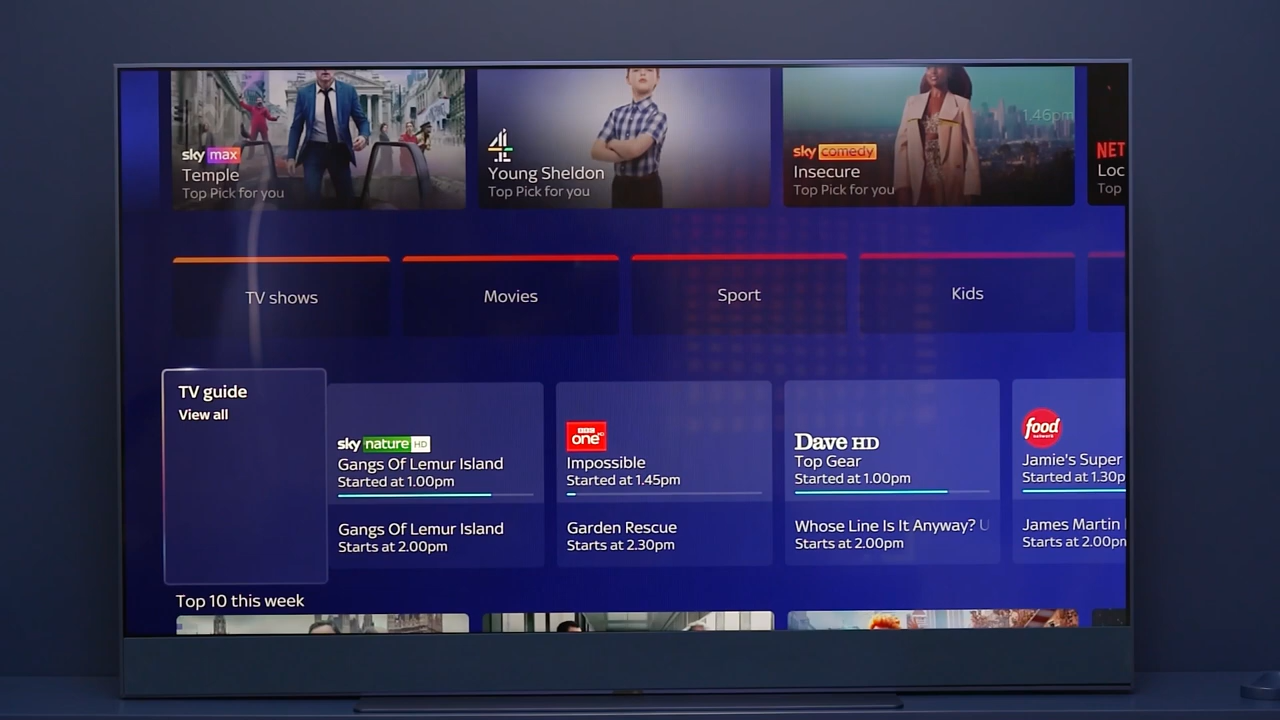 1.46pm
sky max
Temple
Top Pick for you
4
Young Sheldon
Top Pick for you
sky comedy
Insecure
Top Pick for you
NET
Loc
Top
TV shows
Movies
Sport
Kids
TV guide
View all
sky nature HD
Gangs Of Lemur Island
Started at 1.00pm
Gangs Of Lemur Island
Starts at 2.00pm
BBC
one HD
Impossible
Started at 1.45pm
Garden Rescue
Starts at 2.30pm
Dave HD
Top Gear
Started at 1.00pm
Whose Line Is It Anyway? U
Starts at 2.00pm
food
network
Jamie's Super
Started at 1.30p
James Martin
Starts at 2.00pm
Top 10 this week